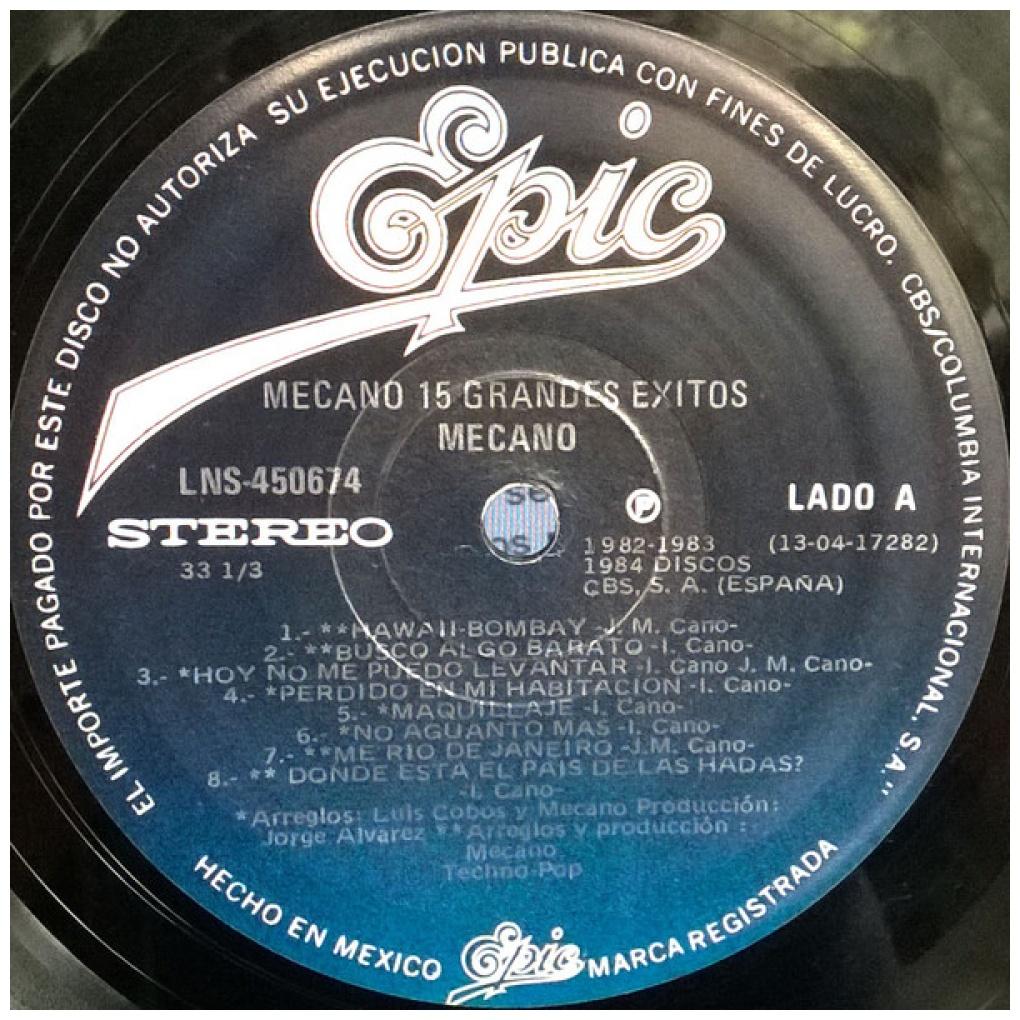 EL IMPORTE PAGADO POR ESTE DISCO NO AUTORIZA SU EJECUCION PUBLICA CON FINES DE LUCRO. CBS/COLUMBIA INTERNACIONAL, S.A."
Epic
MECANO 15 GRANDES EXITOS
MECANO
LNS-450674
STEREO
33 1/3
LADO A
(13-04-17282)
Ⓟ
1982-1983
1984 DISCOS
CBS, S. A. (ESPAÑA)
1.- **HAWAII-BOMBAY -J. M. Cano-
2.- **BUSCO ALGO BARATO -I. Cano-
3.- *HOY NO ME PUEDO LEVANTAR -I. Cano J. M. Cano-
4.- *PERDIDO EN MI HABITACION -I. Cano-
5.- *MAQUILLAJE -I. Cano-
6.- *NO AGUANTO MAS -I. Cano-
7.- **ME RIO DE JANEIRO -J.M. Cano-
8.- ** DONDE ESTA EL PAIS DE LAS HADAS?
-I. Cano-
*Arreglos: Luis Cobos y Mecano Producción:
Jorge Alvarez **Arreglos y producción :
Mecano
Techno-Pop
HECHO EN MEXICO Epic MARCA REGISTRADA